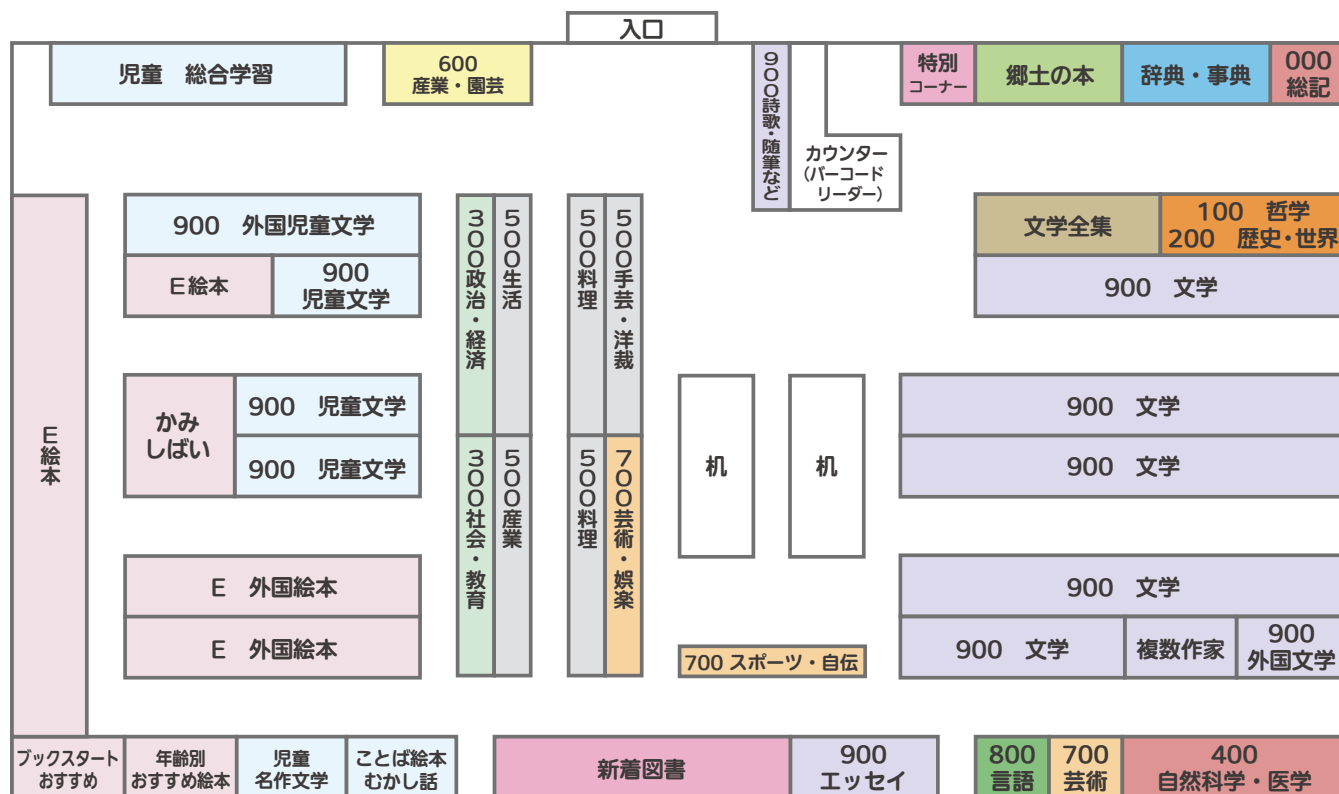 入口
児童　総合学習
600
産業・園芸
900詩歌・随筆など
カウンター
(バーコード
リーダー)
特別
コーナー
郷土の本
辞典・事典
000
総記
E絵本
900　外国児童文学
E絵本
900
児童文学
300政治・経済
500生活
500料理
500手芸・洋裁
文学全集
100　哲学
200　歴史・世界
900　文学
かみ
しばい
900　児童文学
900　児童文学
300社会・教育
500産業
500料理
700芸術・娯楽
机
机
900　文学
900　文学
E　外国絵本
E　外国絵本
700 スポーツ・自伝
900　文学
900　文学
複数作家
900
外国文学
ブックスタート
おすすめ
年齢別
おすすめ絵本
児童
名作文学
ことば絵本
むかし話
新着図書
900
エッセイ
800
言語
700
芸術
400
自然科学・医学